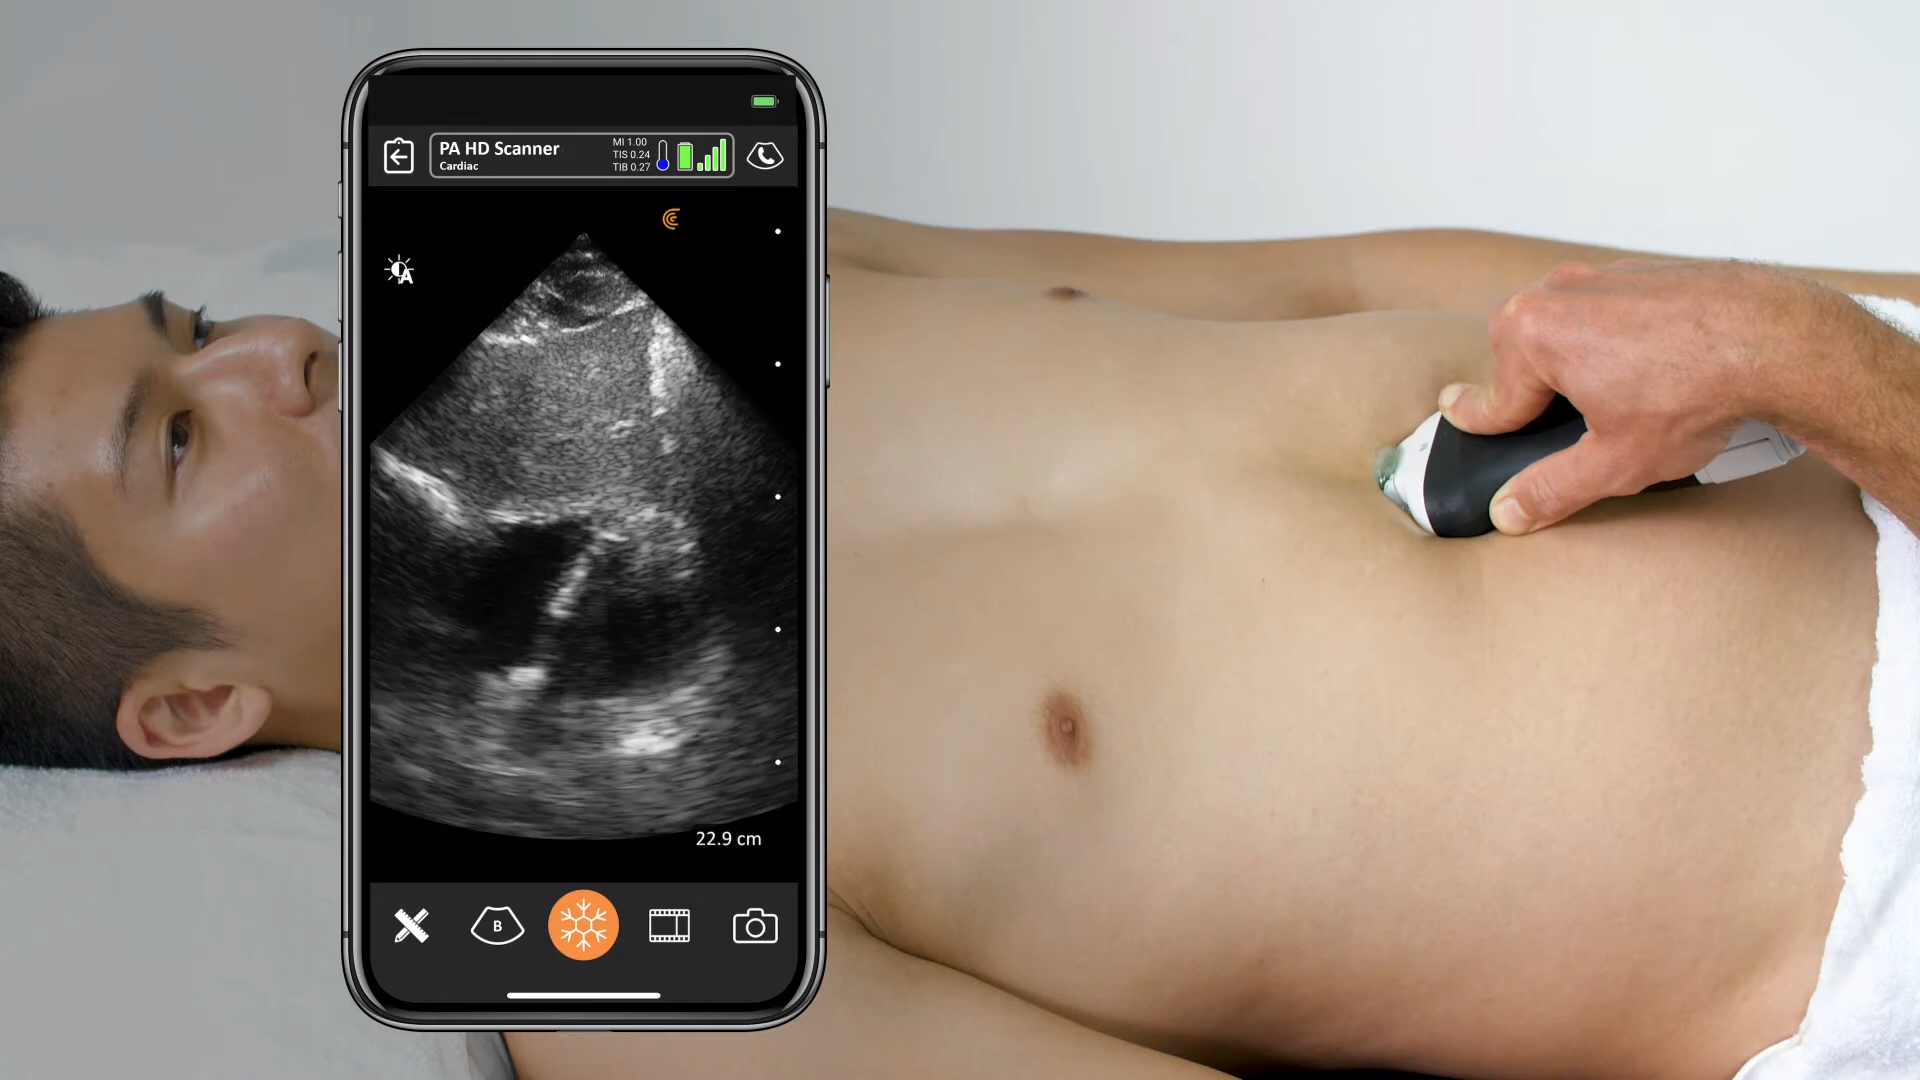 PA HD Scanner
Cardiac
MI 1.00
TIS 0.24
TIB 0.27
A
22.9 cm
B